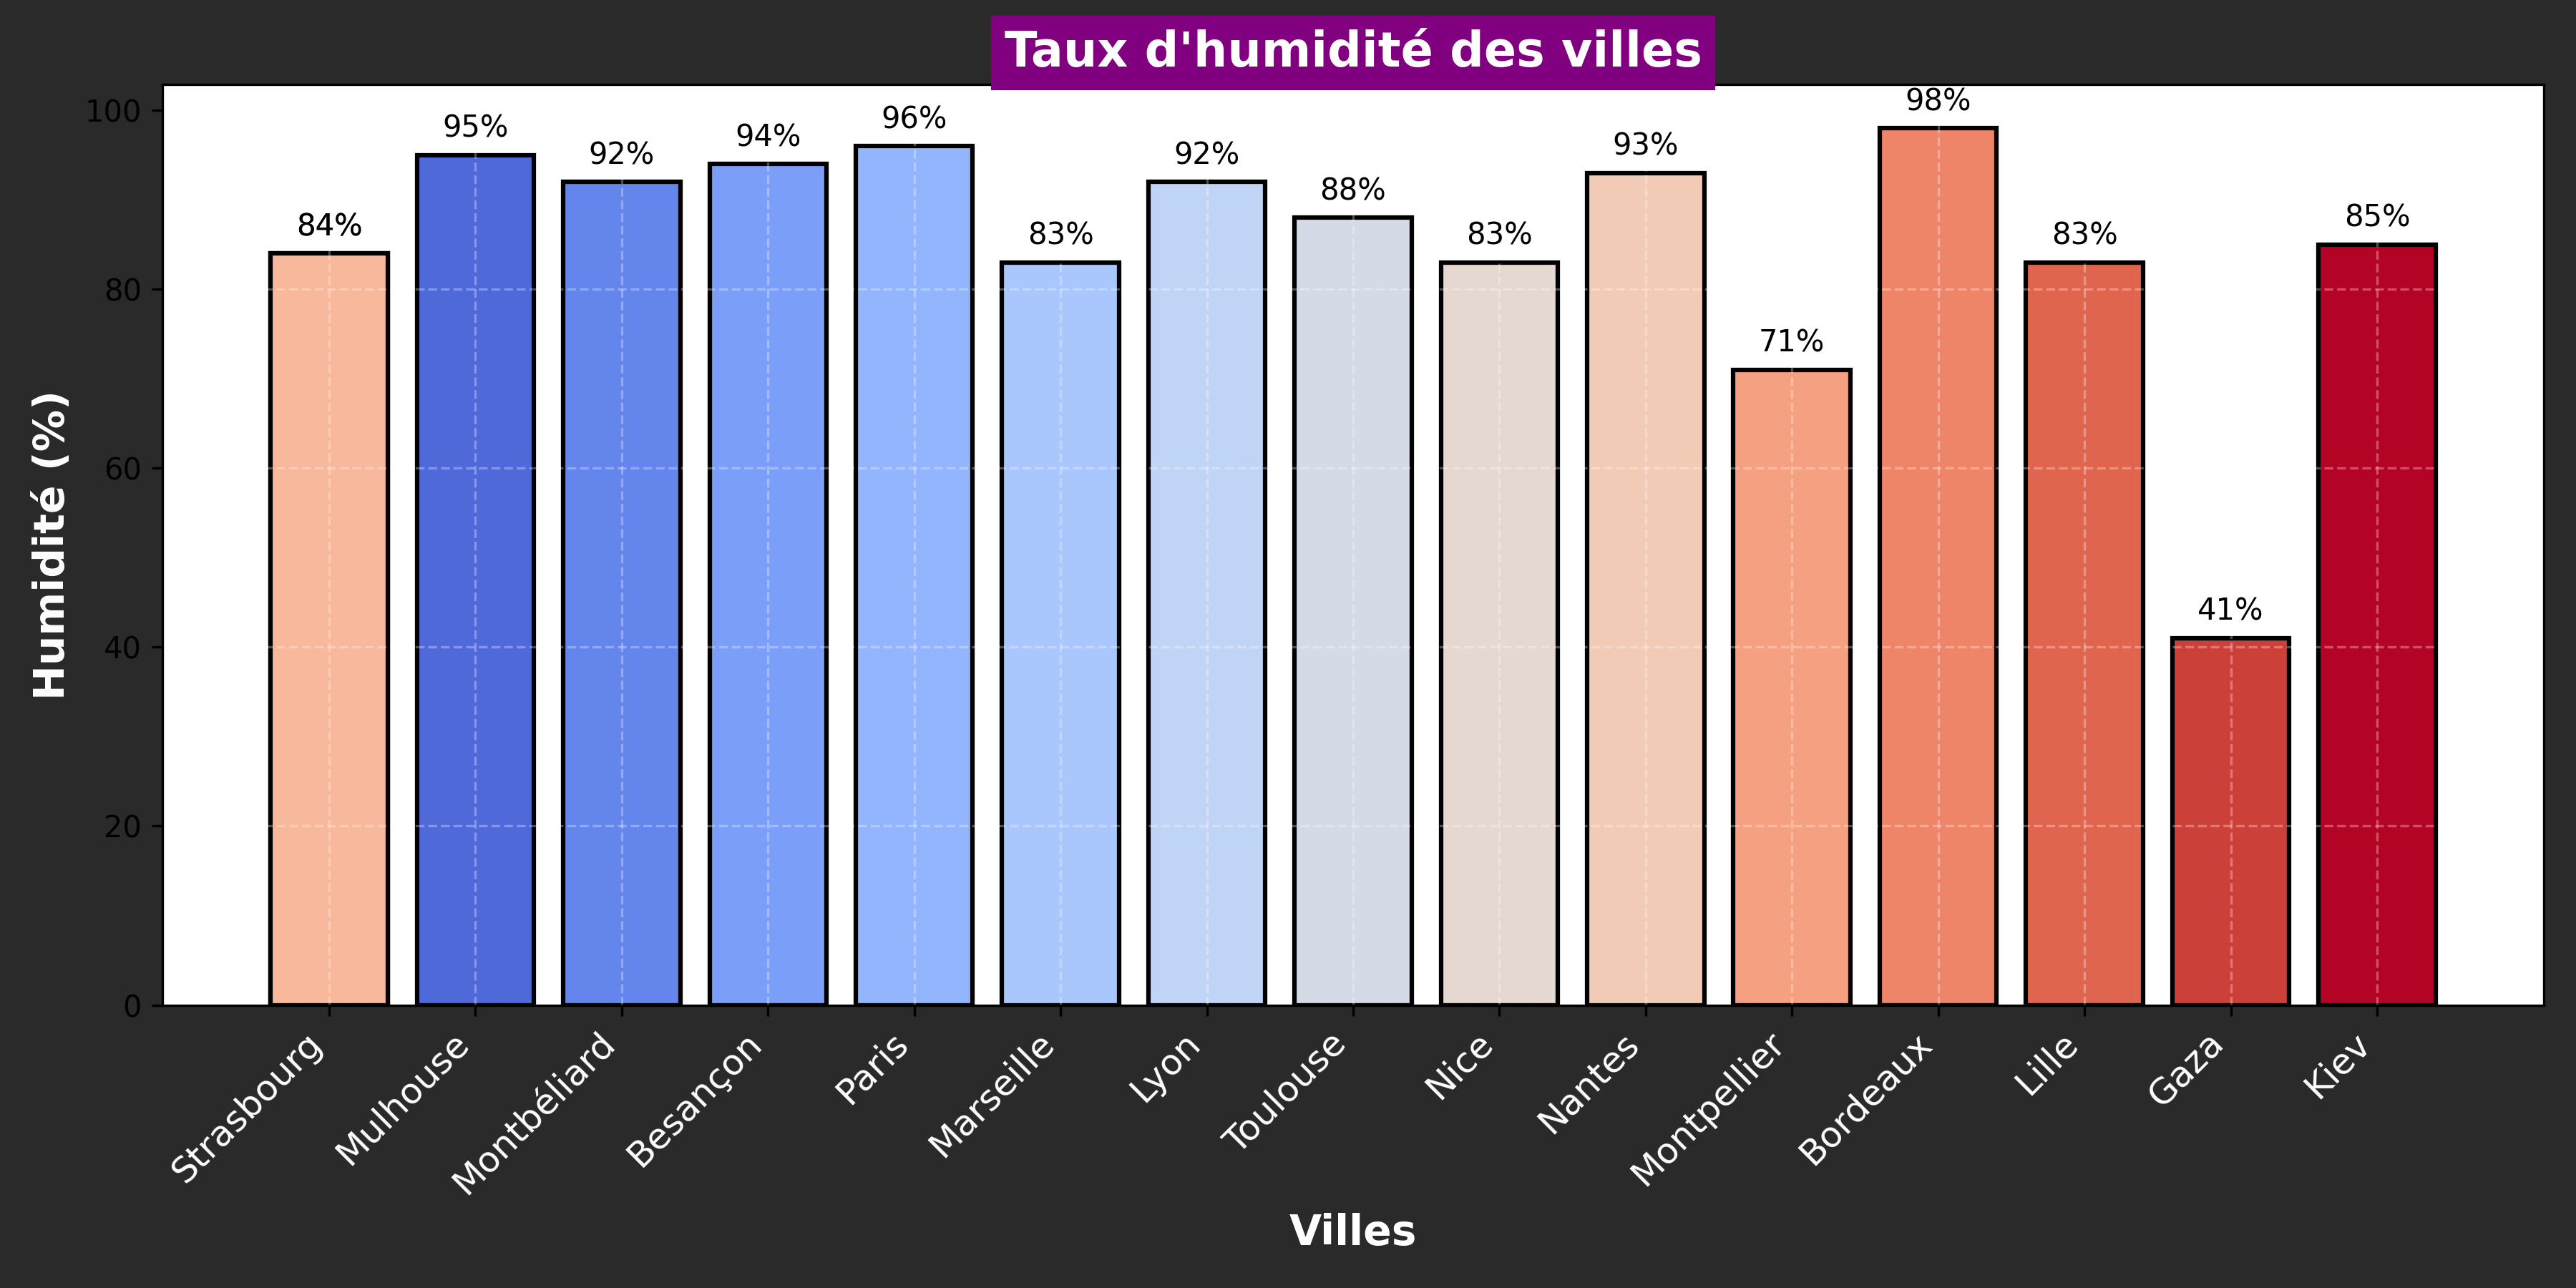 Taux d'humidité des villes
Humidité (%)
100
80
60
40
20
0
84%
95%
92%
94%
96%
83%
92%
88%
83%
93%
71%
98%
83%
41%
85%
Strasbourg
Mulhouse
Montbéliard
Besançon
Paris
Marseille
Lyon
Toulouse
Nice
Nantes
Montpellier
Bordeaux
Lille
Gaza
Kiev
Villes